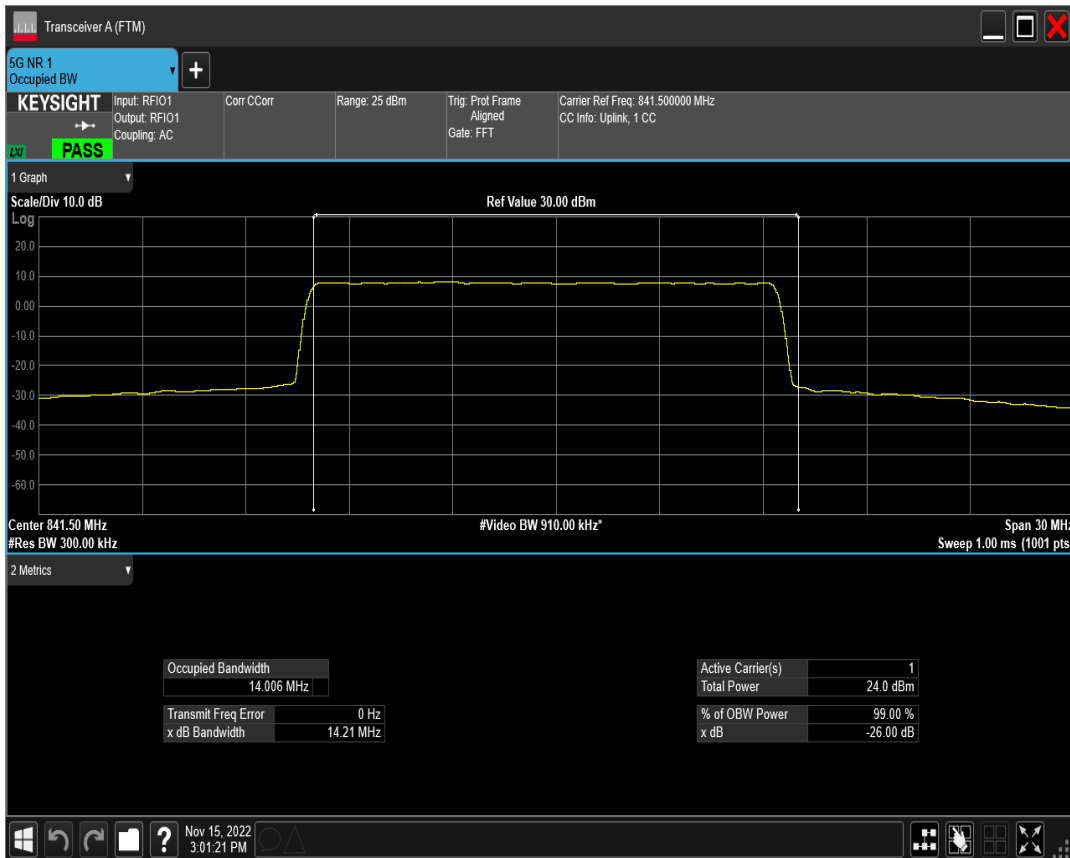 Transceiver A (FTM)
5G NR 1
Occupied BW
+
KEYSIGHT
Input: RFIO1
Output: RFIO1
Coupling: AC
Corr CCorr
Range: 25 dBm
Trig: Prot Frame
Aligned
Gate: FFT
Carrier Ref Freq: 841.500000 MHz
CC Info: Uplink, 1 CC
LXI
PASS
1 Graph
Scale/Div 10.0 dB
Ref Value 30.00 dBm
Log
20.0
10.0
0.00
-10.0
-20.0
-30.0
-40.0
-50.0
-60.0
Center 841.50 MHz
#Video BW 910.00 kHz*
Span 30 MHz
#Res BW 300.00 kHz
Sweep 1.00 ms (1001 pts
2 Metrics
Occupied Bandwidth
14.006 MHz
Transmit Freq Error 0 Hz
x dB Bandwidth 14.21 MHz
Active Carrier(s) 1
Total Power 24.0 dBm
% of OBW Power 99.00 %
x dB -26.00 dB
?
Nov 15, 2022
3:01:21 PM